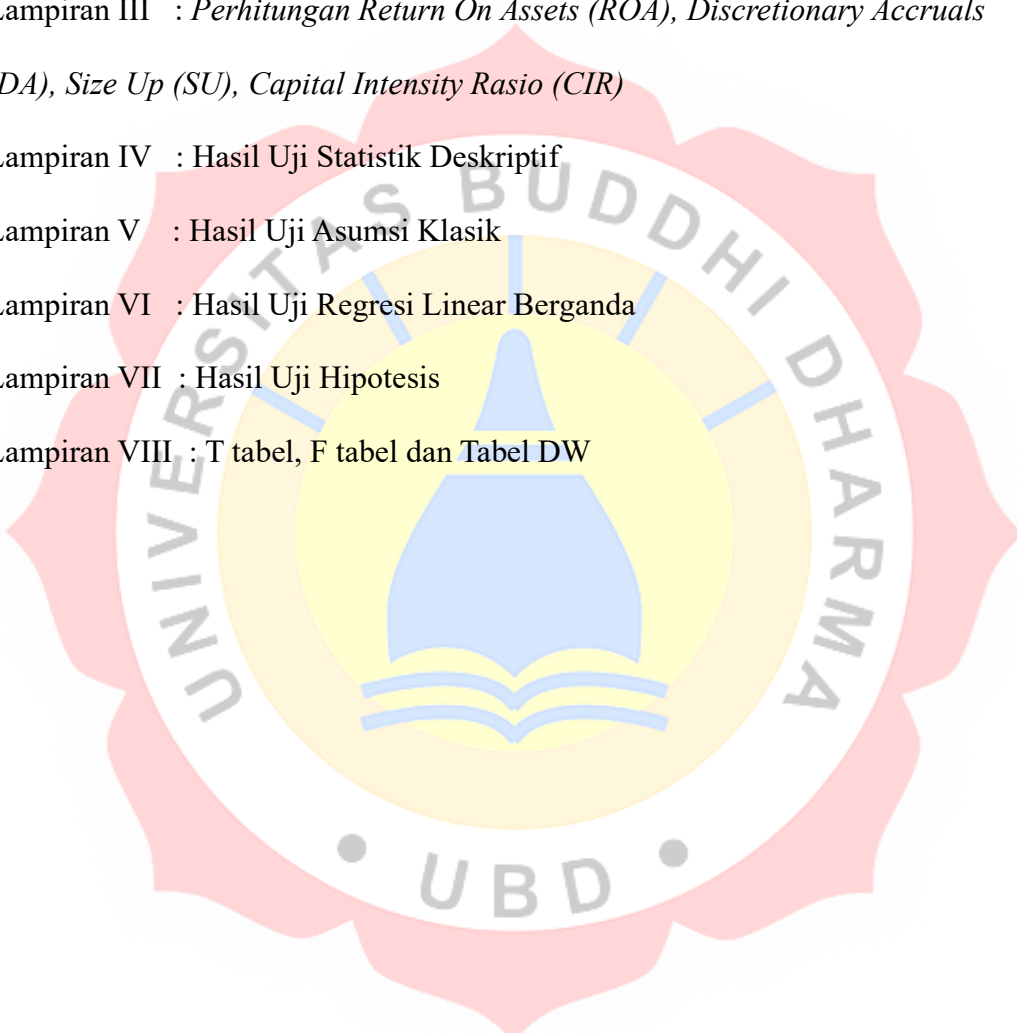 Lampiran III : Perhitungan Return On Assets (ROA), Discretionary Accruals
DA), Size Up (SU), Capital Intensity Rasio (CIR)
Lampiran IV : Hasil Uji Statistik Deskriptif
Lampiran V : Hasil Uji Asumsi Klasik
Lampiran VI : Hasil Uji Regresi Linear Berganda
Lampiran VII : Hasil Uji Hipotesis
Lampiran VIII : T tabel, F tabel dan Tabel DW
UNIVERSITAS BUDDHI DHARMA
• UBD •